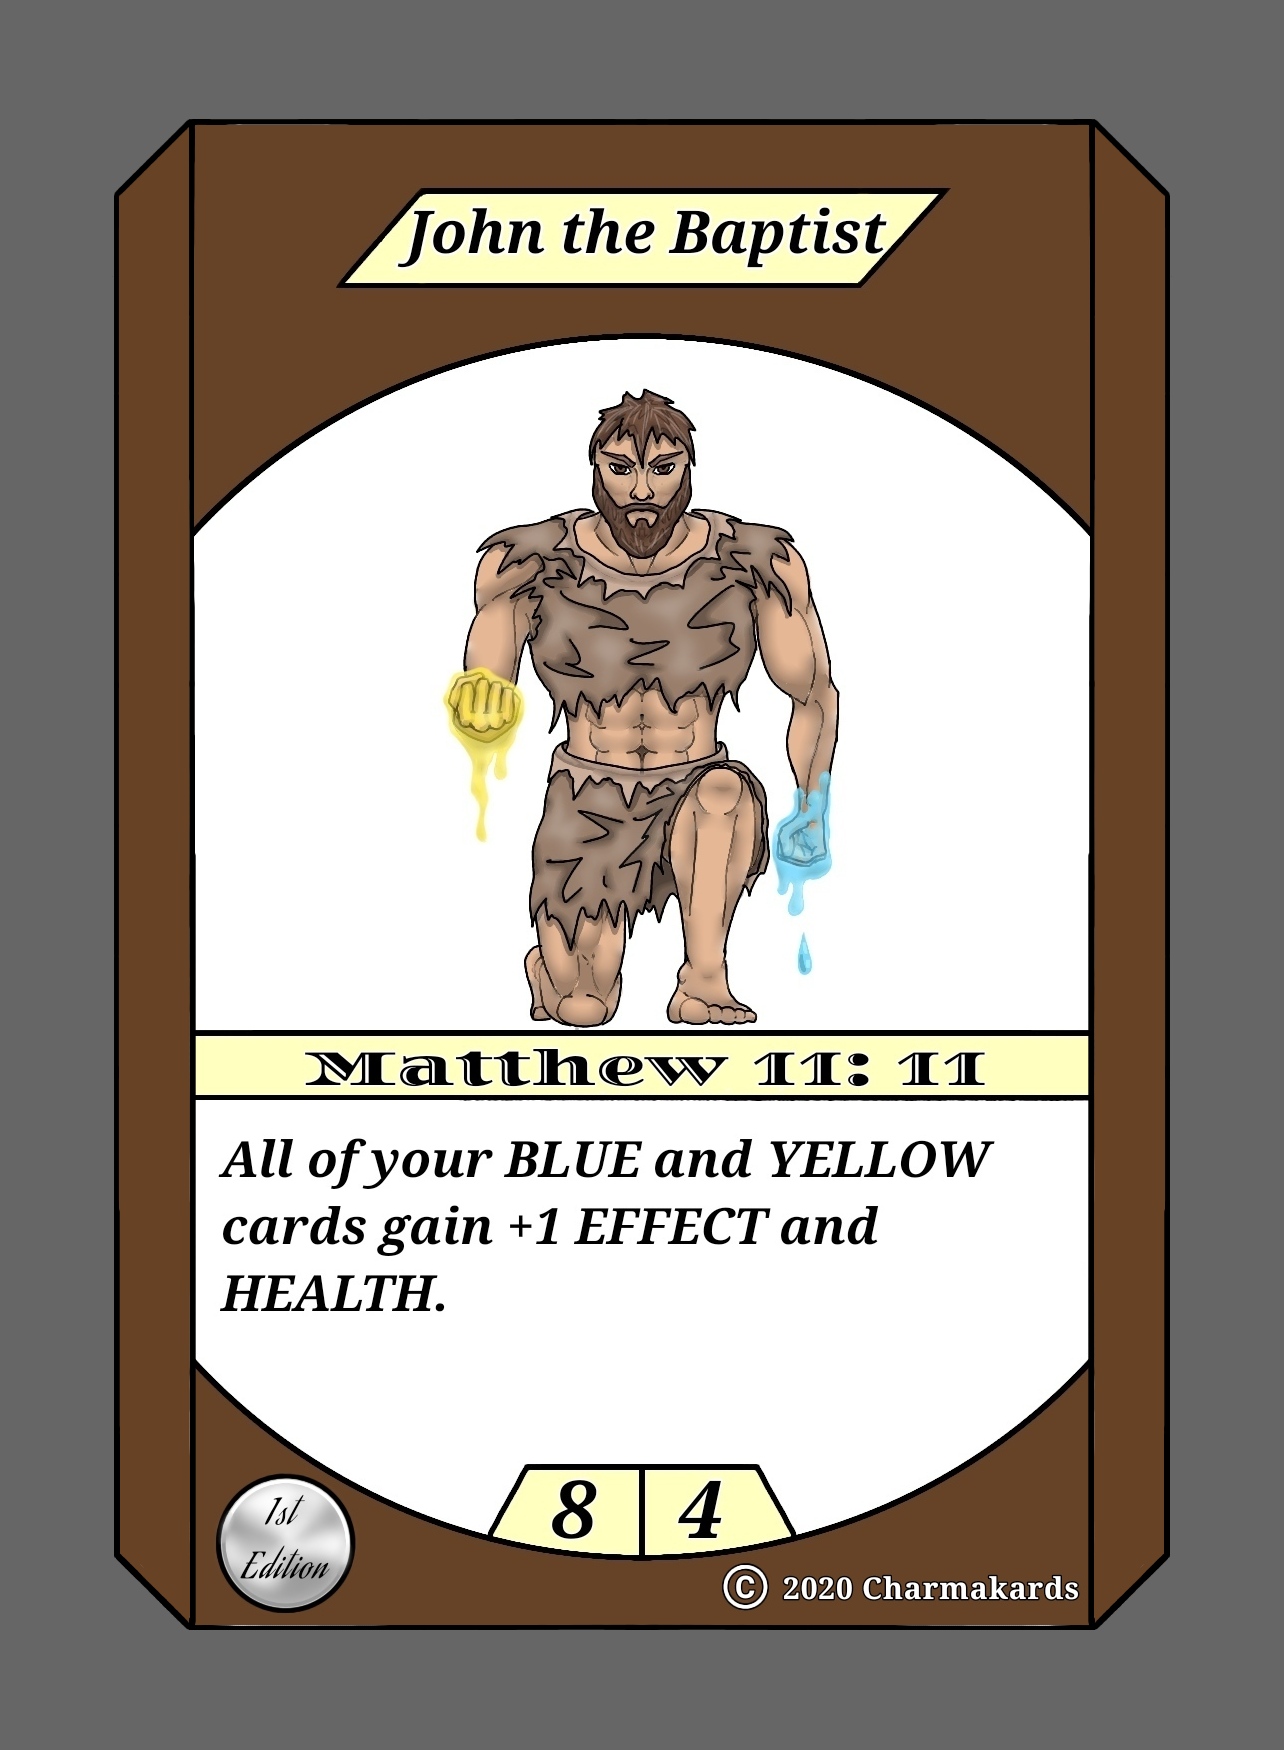 John the Baptist
Matthew 11: 11
All of your BLUE and YELLOW
cards gain +1 EFFECT and
HEALTH.
8 4
1st
Edition
© 2020 Charmakards